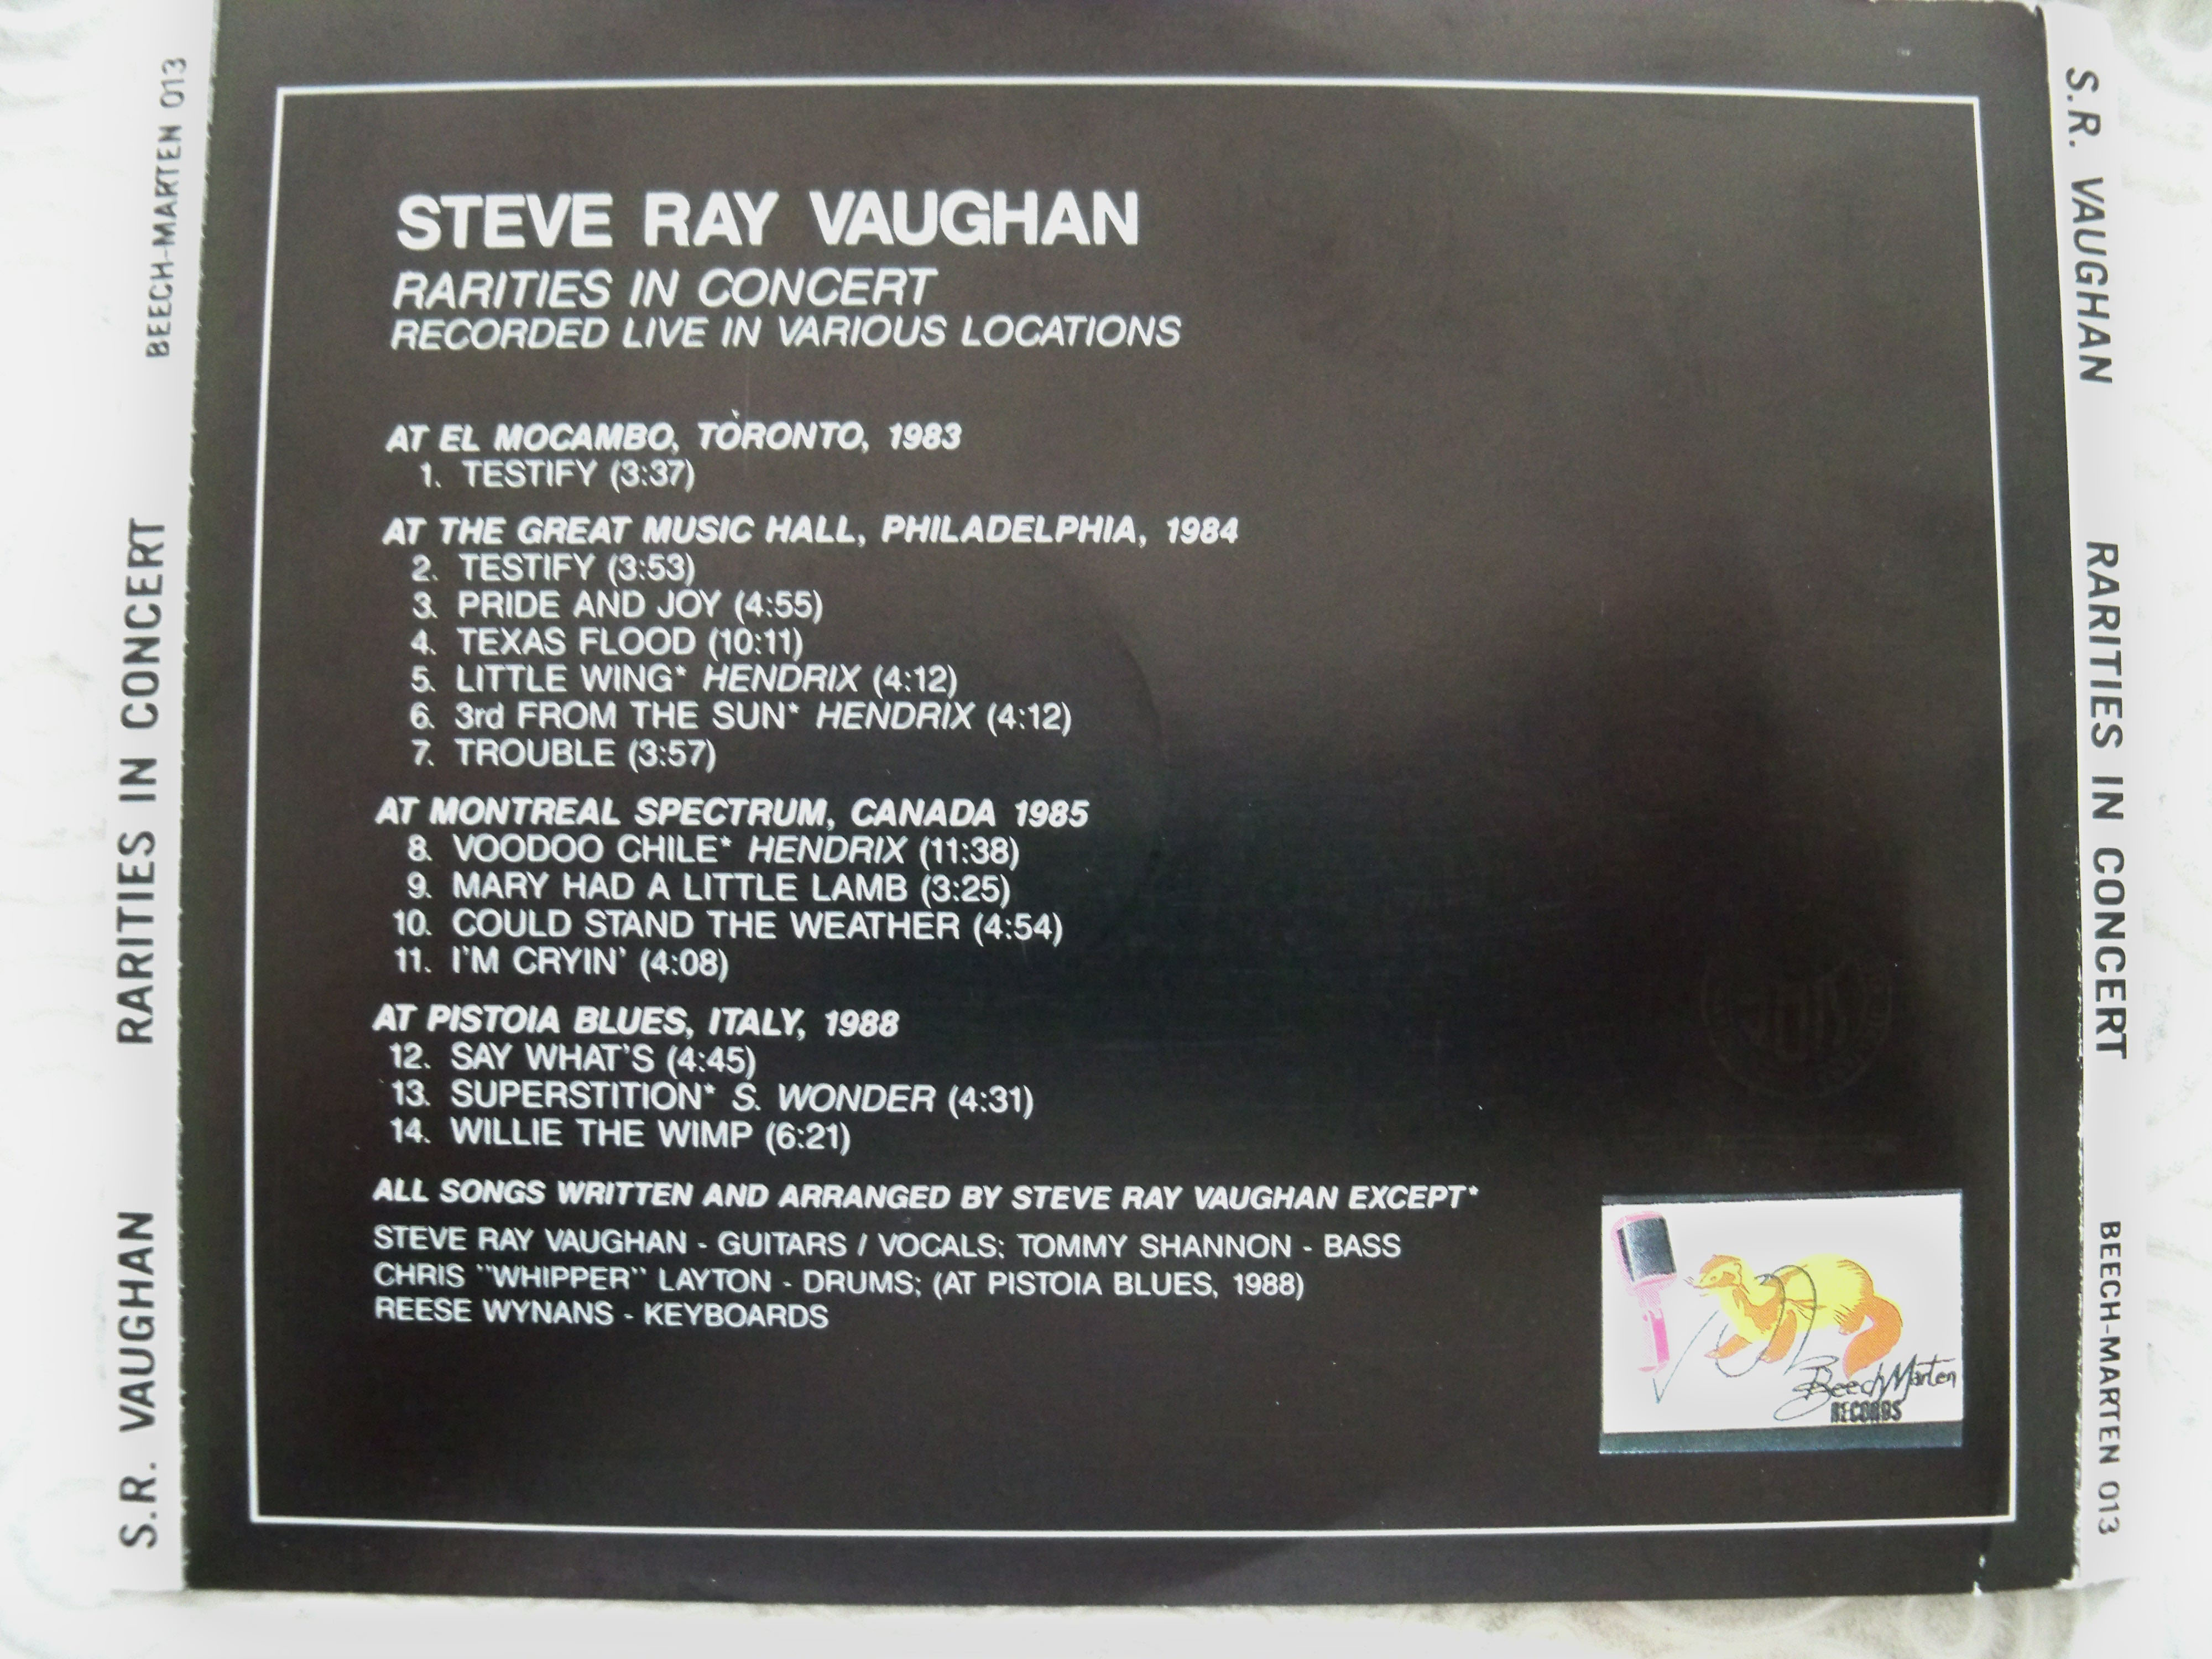 STEVE RAY VAUGHAN
RARITIES IN CONCERT
RECORDED LIVE IN VARIOUS LOCATIONS
AT EL MOCAMBO, TORONTO, 1983
1. TESTIFY (3:37)
AT THE GREAT MUSIC HALL, PHILADELPHIA, 1984
2. TESTIFY (3:53)
3. PRIDE AND JOY (4:55)
4. TEXAS FLOOD (10:11)
5. LITTLE WING* HENDRIX (4:12)
6. 3rd FROM THE SUN* HENDRIX (4:12)
7. TROUBLE (3:57)
AT MONTREAL SPECTRUM, CANADA 1985
8. VOODOO CHILE* HENDRIX (11:38)
9. MARY HAD A LITTLE LAMB (3:25)
10. COULD STAND THE WEATHER (4:54)
11. I'M CRYIN' (4:08)
AT PISTOIA BLUES, ITALY, 1988
12. SAY WHAT'S (4:45)
13. SUPERSTITION* S. WONDER (4:31)
14. WILLIE THE WIMP (6:21)
ALL SONGS WRITTEN AND ARRANGED BY STEVE RAY VAUGHAN EXCEPT*
STEVE RAY VAUGHAN - GUITARS / VOCALS; TOMMY SHANNON - BASS
CHRIS "WHIPPER" LAYTON - DRUMS; (AT PISTOIA BLUES, 1988)
REESE WYNANS - KEYBOARDS
Beech Marten
RECORDS
S.R. VAUGHAN RARITIES IN CONCERT BEECH-MARTEN 013
S.R. VAUGHAN RARITIES IN CONCERT BEECH-MARTEN 013